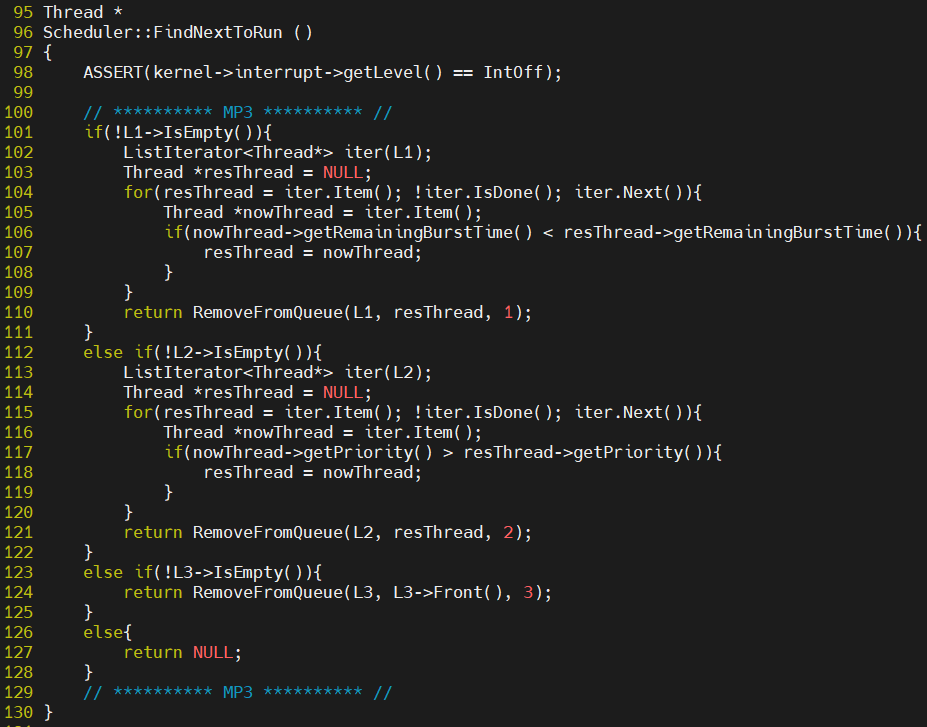 95 Thread *
96 Scheduler::FindNextToRun ()
97 {
98     ASSERT(kernel->interrupt->getLevel() == IntOff);
99
100     // ********** MP3 ********** //
101     if(!L1->IsEmpty()){
102         ListIterator<Thread*> iter(L1);
103         Thread *resThread = NULL;
104         for(resThread = iter.Item(); !iter.IsDone(); iter.Next()){
105             Thread *nowThread = iter.Item();
106             if(nowThread->getRemainingBurstTime() < resThread->getRemainingBurstTime()){
107                 resThread = nowThread;
108             }
109         }
110         return RemoveFromQueue(L1, resThread, 1);
111     }
112     else if(!L2->IsEmpty()){
113         ListIterator<Thread*> iter(L2);
114         Thread *resThread = NULL;
115         for(resThread = iter.Item(); !iter.IsDone(); iter.Next()){
116             Thread *nowThread = iter.Item();
117             if(nowThread->getPriority() > resThread->getPriority()){
118                 resThread = nowThread;
119             }
120         }
121         return RemoveFromQueue(L2, resThread, 2);
122     }
123     else if(!L3->IsEmpty()){
124         return RemoveFromQueue(L3, L3->Front(), 3);
125     }
126     else{
127         return NULL;
128     }
129     // ********** MP3 ********** //
130 }